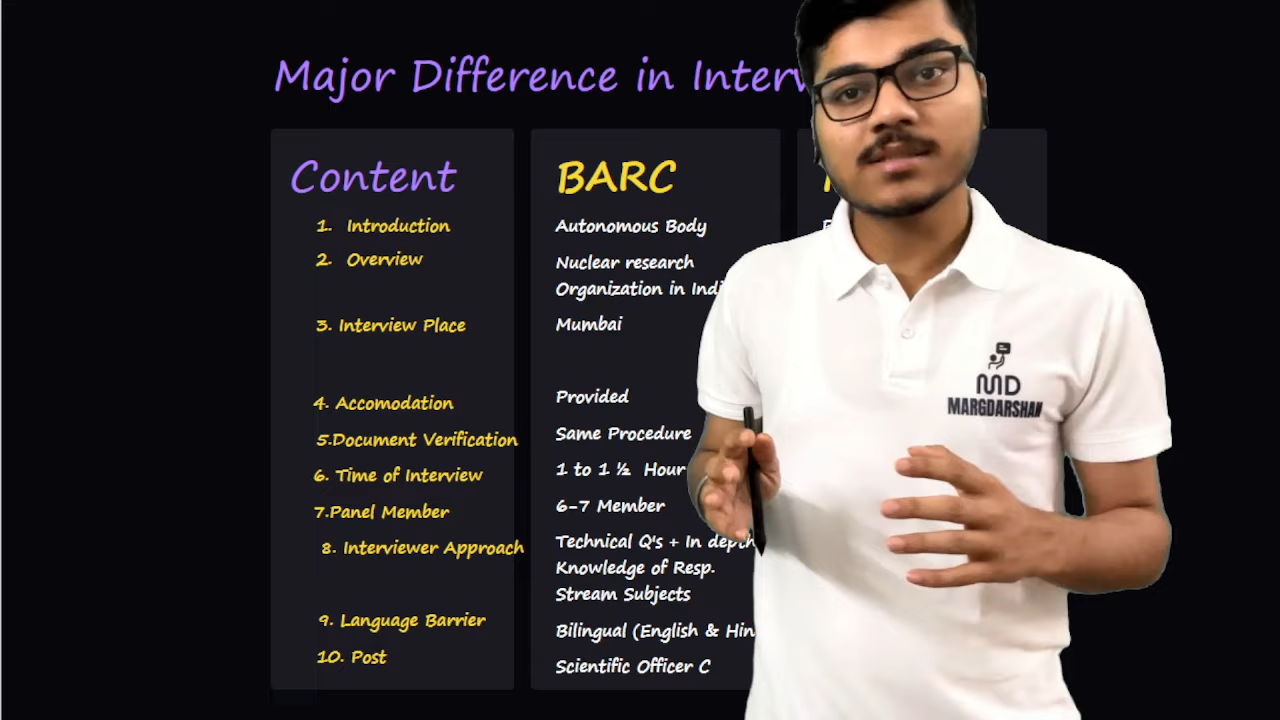 Major Difference in
Content
1. Introduction
2. Overview
3. Interview Place
4. Accomodation
5.Document Verification
6. Time of Interview
7.Panel Member
8. Interviewer Approach
9. Language Barrier
10. Post
BARC
Autonomous Body
Nuclear research
Organization in
Mumbai
Provided
Same Procedure
1 to 1 ½ Hour
6-7 Member
Technical Q's + In depth
Knowledge of Resp.
Stream Subjects
Bilingual (English &
Scientific Officer C
MD
MARGDARSHAN